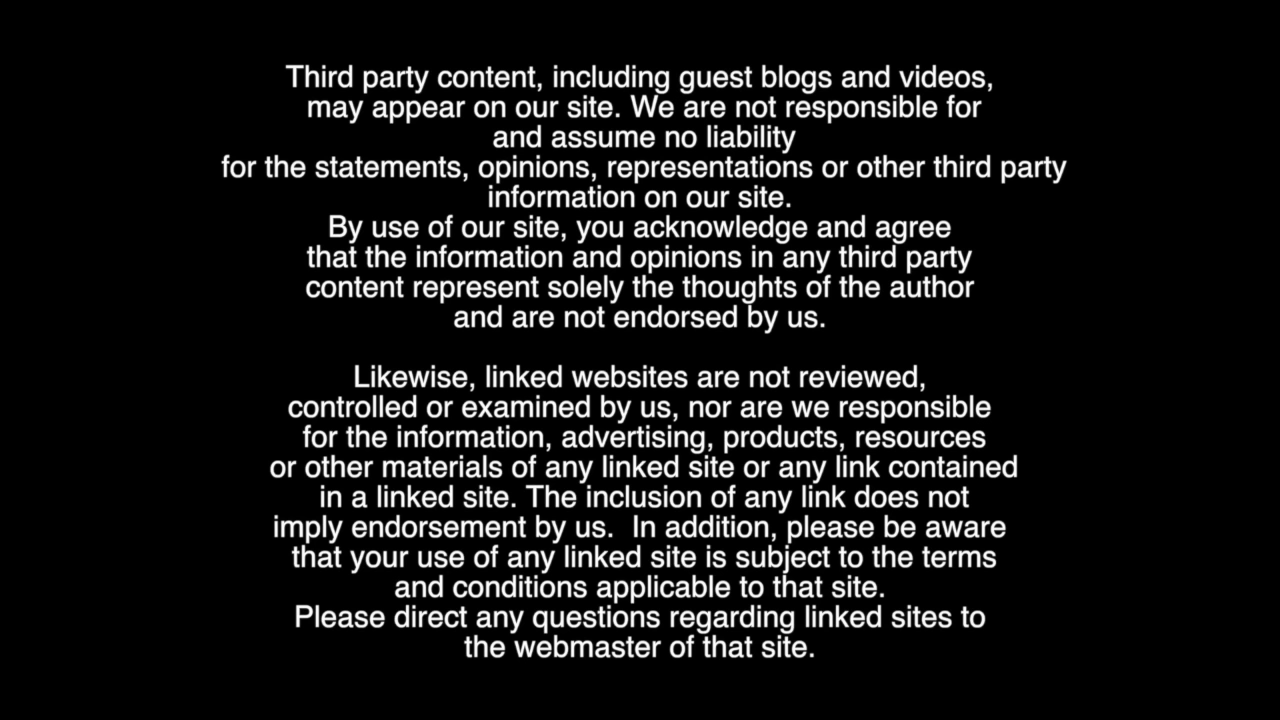 Third party content, including guest blogs and videos,
may appear on our site. We are not responsible for
and assume no liability
for the statements, opinions, representations or other third party
information on our site.
By use of our site, you acknowledge and agree
that the information and opinions in any third party
content represent solely the thoughts of the author
and are not endorsed by us.
Likewise, linked websites are not reviewed,
controlled or examined by us, nor are we responsible
for the information, advertising, products, resources
or other materials of any linked site or any link contained
in a linked site. The inclusion of any link does not
imply endorsement by us.  In addition, please be aware
that your use of any linked site is subject to the terms
and conditions applicable to that site.
Please direct any questions regarding linked sites to
the webmaster of that site.